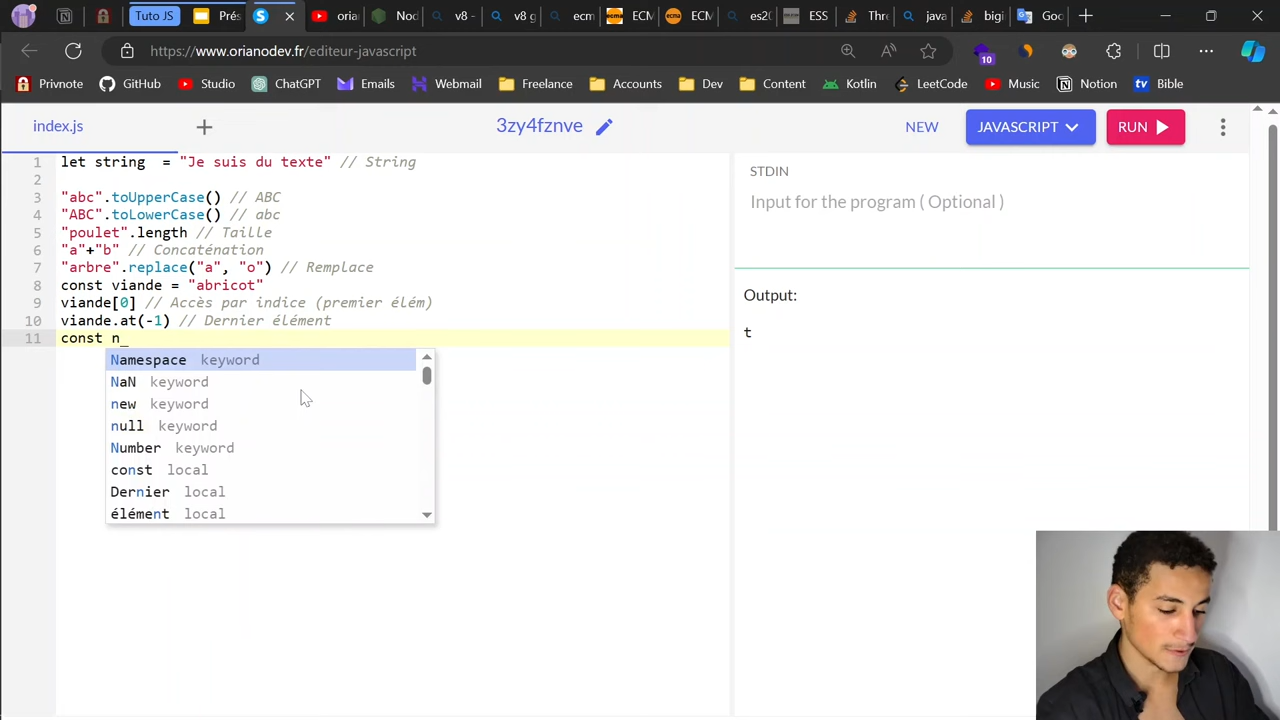 Tuto JS
Prés
oria
Nod
v8 -
v8 g
ecm
ECM
ECM
es20
ESS
Thre
java
bigi
Goo
https://www.orianodev.fr/editeur-javascript
10
Privnote
GitHub
Studio
ChatGPT
Emails
Wemail
Freelance
Accounts
Dev
Content
Kotlin
LeetCode
Music
Notion
tv Bible
index.js
3zy4fznve
NEW
JAVASCRIPT
RUN
1 let string  = "Je suis du texte" // String
2
3 "abc".toUpperCase() // ABC
4 "ABC".toLowerCase() // abc
5 "poulet".length // Taille
6 "a"+"b" // Concaténation
7 "arbre".replace("a", "o") // Remplace
8 const viande = "abricot"
9 viande[0] // Accès par indice (premier élém)
10 viande.at(-1) // Dernier élément
11 const n_
Namespace keyword
NaN keyword
new keyword
null keyword
Number keyword
const local
Dernier local
élément local
STDIN
Input for the program ( Optional )
Output:
t